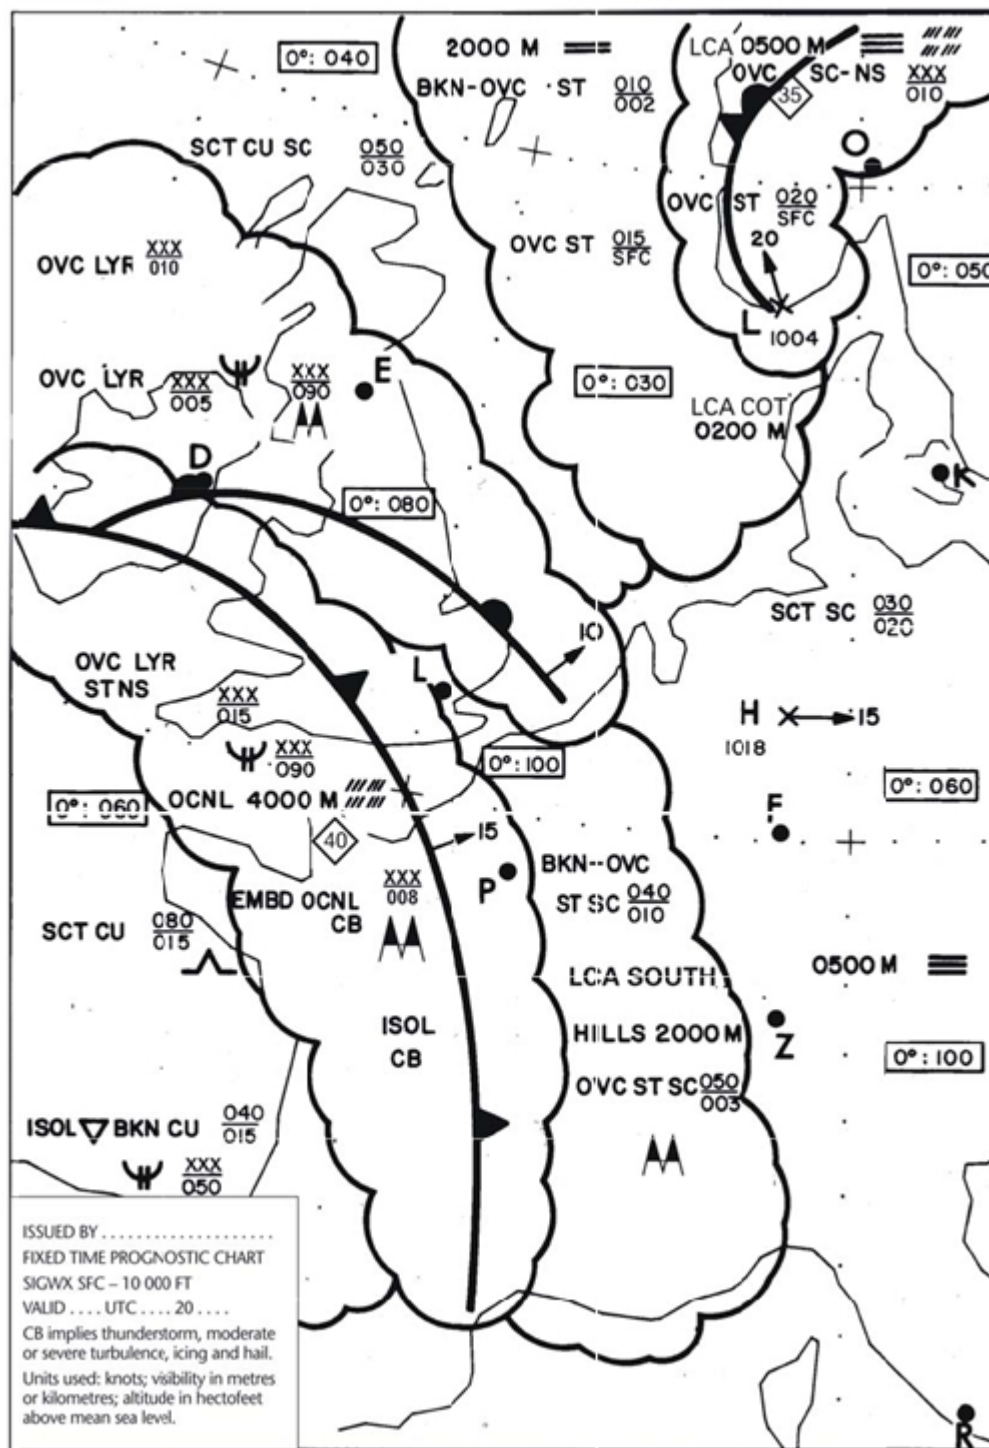 0°: 040
2000 M
BKN-OVC ST 010
002
LCA 0500 M
OVC SC-NS XXX
010
35
O
SCT CU SC 050
030
OVC ST 020
SFC
20
OVC ST 015
SFC
OVC LYR XXX
010
0°: 050
L 1004
OVC LYR XXX
005
XXX
090
E
0°: 030
LCA COT
0200 M
D
K
0°: 080
SCT SC 030
020
10
OVC LYR
ST NS
XXX
015
L
H
1018
15
XXX
090
0°: 100
0°: 060
OCNL 4000 M
0°: 060
40
15
F
P
BKN--OVC
ST SC 040
010
EMBD OCNL
CB
XXX
008
SCT CU 080
015
LCA SOUTH
0500 M
ISOL
CB
HILLS 2000 M
Z
0°: 100
OVC ST SC 050
003
ISOL BKN CU 040
015
XXX
050
ISSUED BY . . . . . . . . . . . . . . . . . . . .
FIXED TIME PROGNOSTIC CHART
SIGWX SFC – 10 000 FT
VALID . . . . UTC . . . . 20 . . . .
CB implies thunderstorm, moderate
or severe turbulence, icing and hail.
Units used: knots; visibility in metres
or kilometres; altitude in hectofeet
above mean sea level.
R